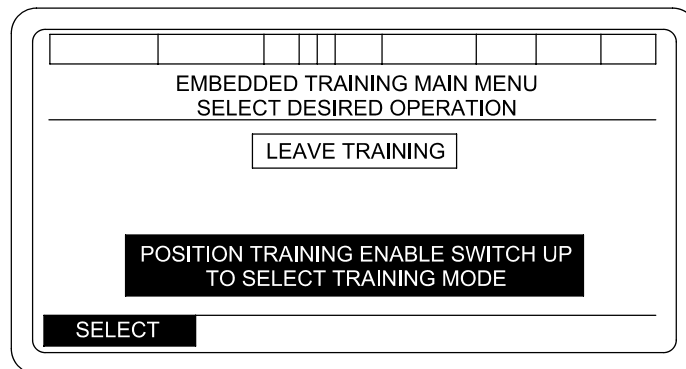 EMBEDDED TRAINING MAIN MENU
SELECT DESIRED OPERATION
LEAVE TRAINING
POSITION TRAINING ENABLE SWITCH UP
TO SELECT TRAINING MODE
SELECT